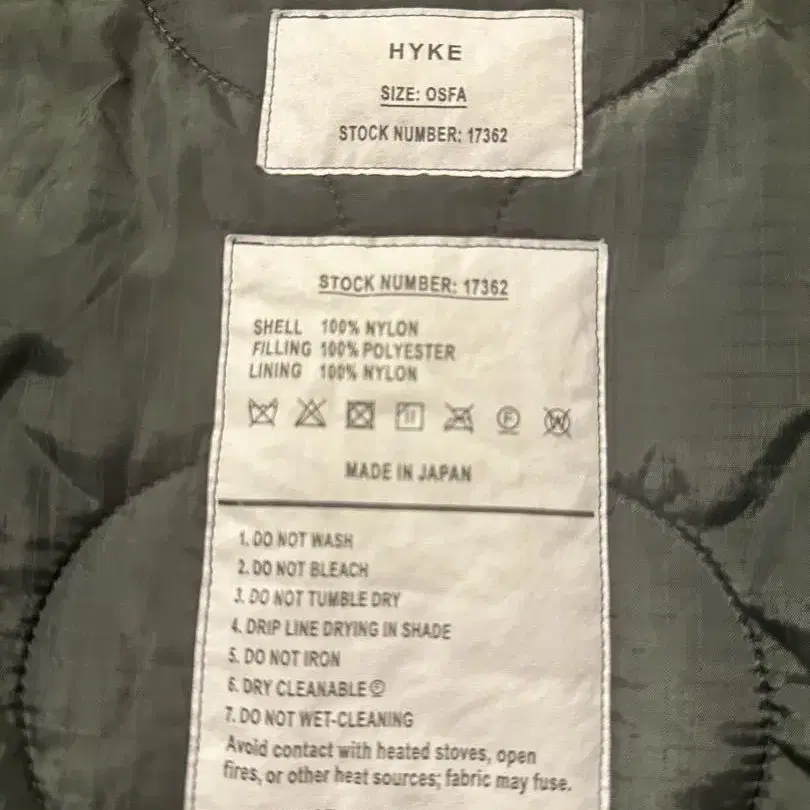 HYKE
SIZE: OSFA
STOCK NUMBER: 17362
STOCK NUMBER: 17362
SHELL 100% NYLON
FILLING 100% POLYESTER
LINING 100% NYLON
MADE IN JAPAN
1. DO NOT WASH
2. DO NOT BLEACH
3. DO NOT TUMBLE DRY
4. DRIP LINE DRYING IN SHADE
5. DO NOT IRON
6. DRY CLEANABLE Ⓕ
7. DO NOT WET-CLEANING
Avoid contact with heated stoves, open
fires, or other heat sources; fabric may fuse.